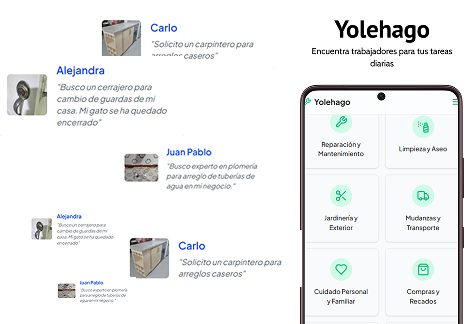 Carlo
"Solicito un carpintero para
arreglos caseros"
Alejandra
"Busco un cerrajero para
cambio de guardas de mi
casa. Mi gato se ha quedado
encerrado"
Juan Pablo
"Busco experto en plomería
para arreglo de tuberías de
agua en mi negocio."
Alejandra
"Busco un cerrajero para
cambio de guardas de mi
casa. Mi gato se ha quedado
encerrado"
Carlo
"Solicito un carpintero para
arreglos caseros"
Juan Pablo
"Busco experto en plomería
para arreglo de tuberías de
agua en mi negocio."
Yolehago
Encuentra trabajadores para tus tareas
diarias
Yolehago
Reparación y
Mantenimiento
Limpieza y Aseo
Jardinería y
Exterior
Mudanzas y
Transporte
Cuidado Personal
y Familiar
Compras y
Recados